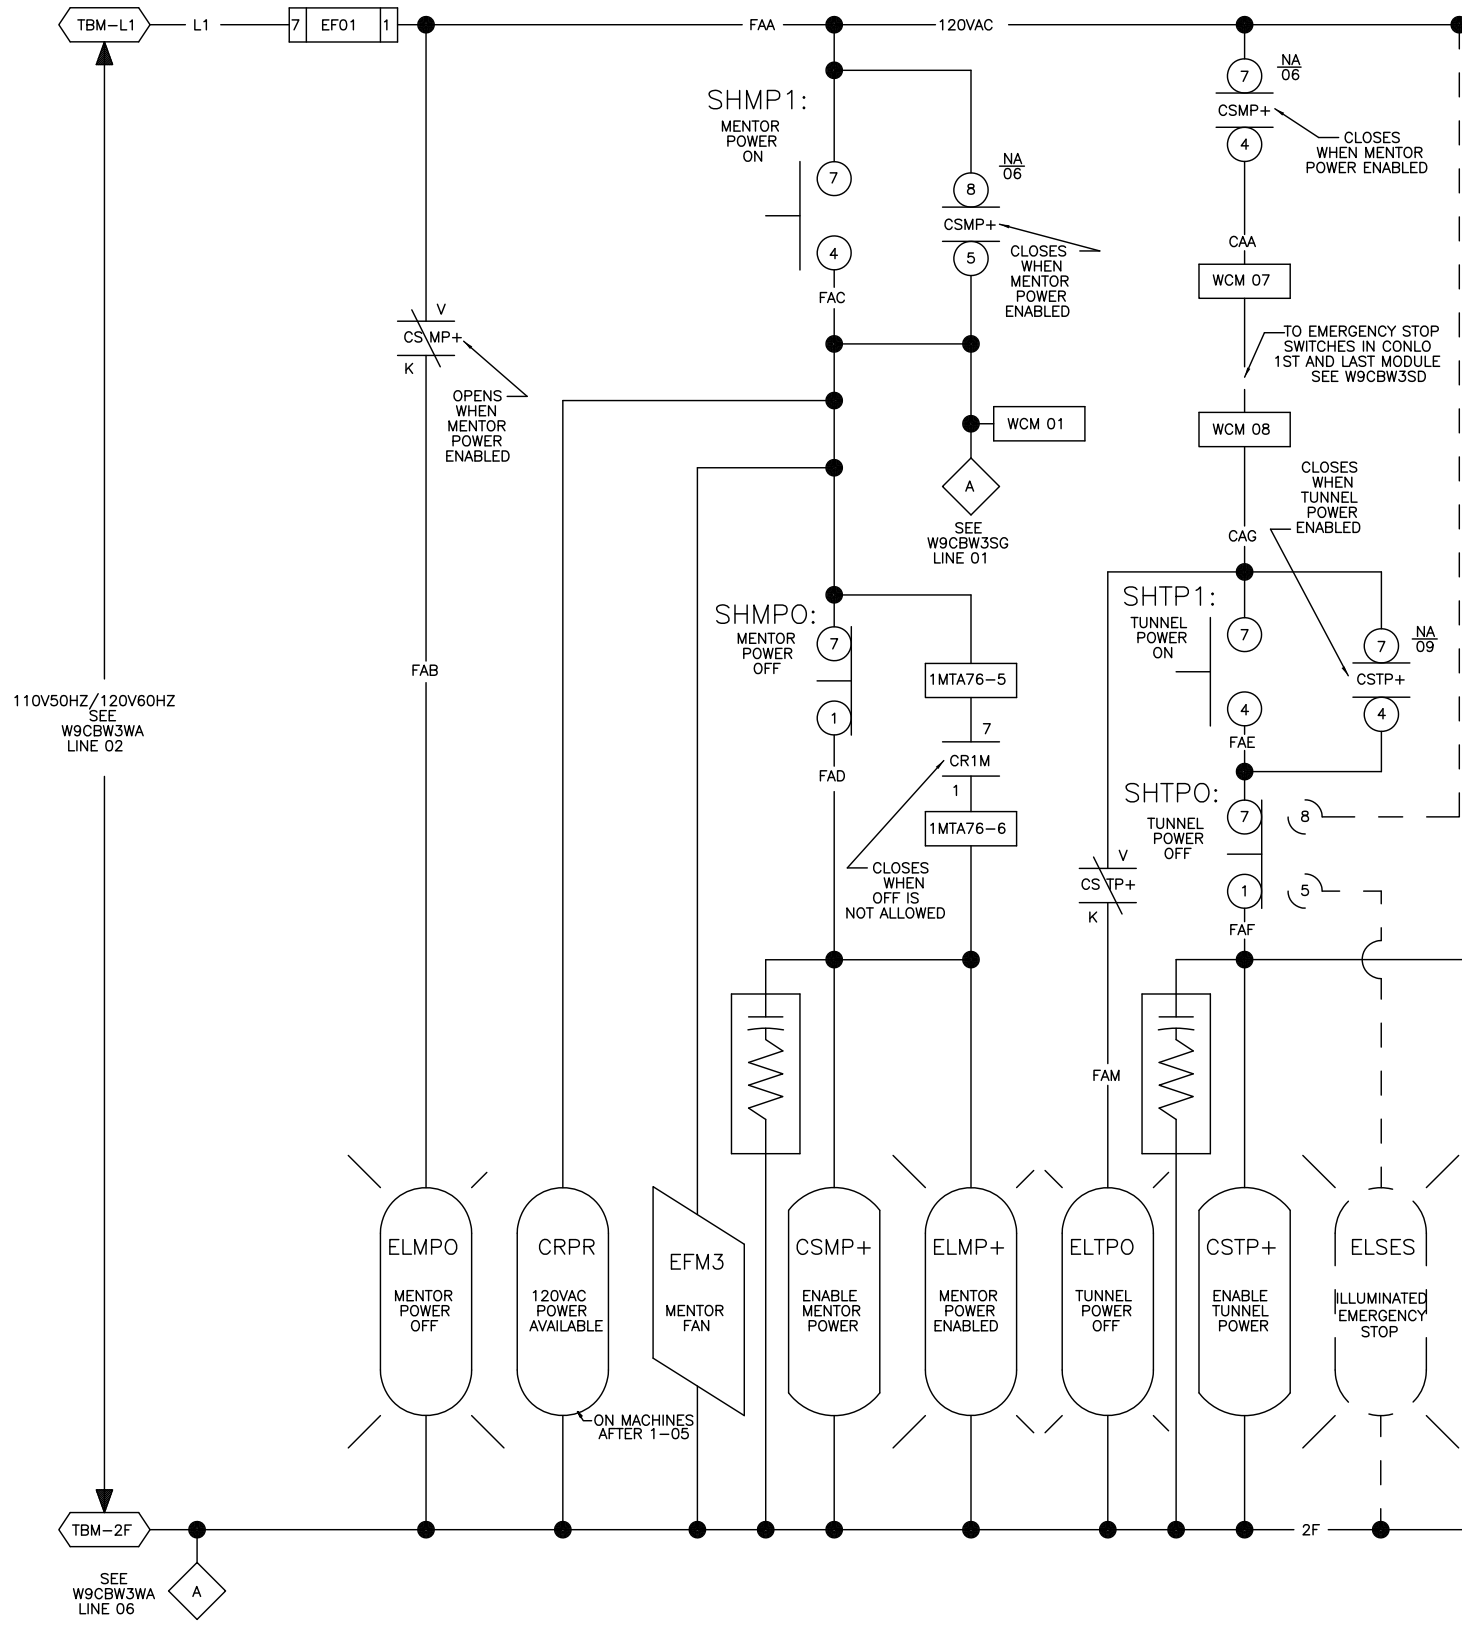 TBM-L1
L1
7 EF01 1
FAA
120VAC
SHMP1:
MENTOR
POWER
ON
7
4
FAC
NA
06
8
CSMP+
5
CLOSES
WHEN
MENTOR
POWER
ENABLED
7
NA
06
CSMP+
4
CLOSES
WHEN MENTOR
POWER ENABLED
CAA
WCM 07
TO EMERGENCY STOP
SWITCHES IN CONLO
1ST AND LAST MODULE
SEE W9CBW3SD
WCM 08
CAG
V
CSMP+
K
OPENS
WHEN
MENTOR
POWER
ENABLED
FAB
WCM 01
A
SEE
W9CBW3SG
LINE 01
CLOSES
WHEN
TUNNEL
POWER
ENABLED
110V50HZ/120V60HZ
SEE
W9CBW3WA
LINE 02
SHMP0:
MENTOR
POWER
OFF
7
1
FAD
1MTA76-5
7
CR1M
1
1MTA76-6
CLOSES
WHEN
OFF IS
NOT ALLOWED
SHTP1:
TUNNEL
POWER
ON
7
4
FAE
7
NA
09
CSTP+
4
SHTP0:
TUNNEL
POWER
OFF
7
8
1
5
FAF
V
CSTP+
K
FAM
ELMP0
MENTOR
POWER
OFF
CRPR
120VAC
POWER
AVAILABLE
ON MACHINES
AFTER 1-05
EFM3
MENTOR
FAN
CSMP+
ENABLE
MENTOR
POWER
ELMP+
MENTOR
POWER
ENABLED
ELTP0
TUNNEL
POWER
OFF
CSTP+
ENABLE
TUNNEL
POWER
ELSES
ILLUMINATED
EMERGENCY
STOP
TBM-2F
2F
SEE
W9CBW3WA
LINE 06
A